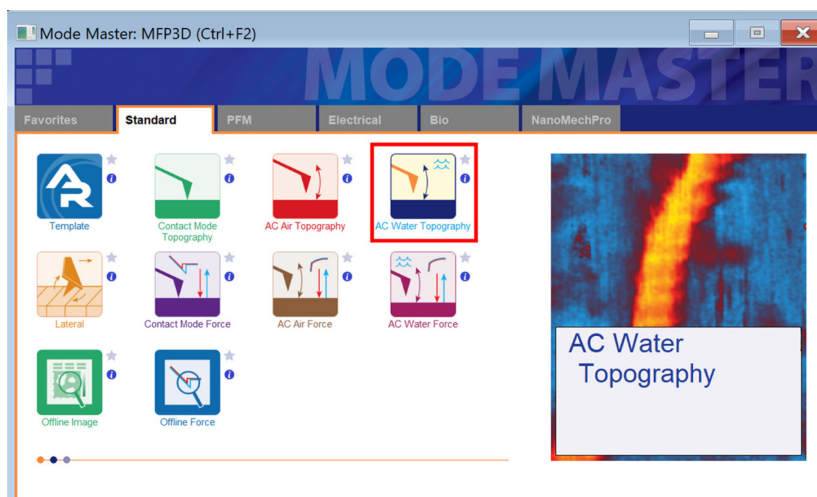 Mode Master: MFP3D (Ctrl+F2)
MODE MASTER
Favorites Standard PFM Electrical Bio NanoMechPro
AR
Template
Contact Mode
Topography
AC Air Topography
AC Water Topography
Lateral
Contact Mode Force
AC Air Force
AC Water Force
Offline Image
Offline Force
AC Water
Topography